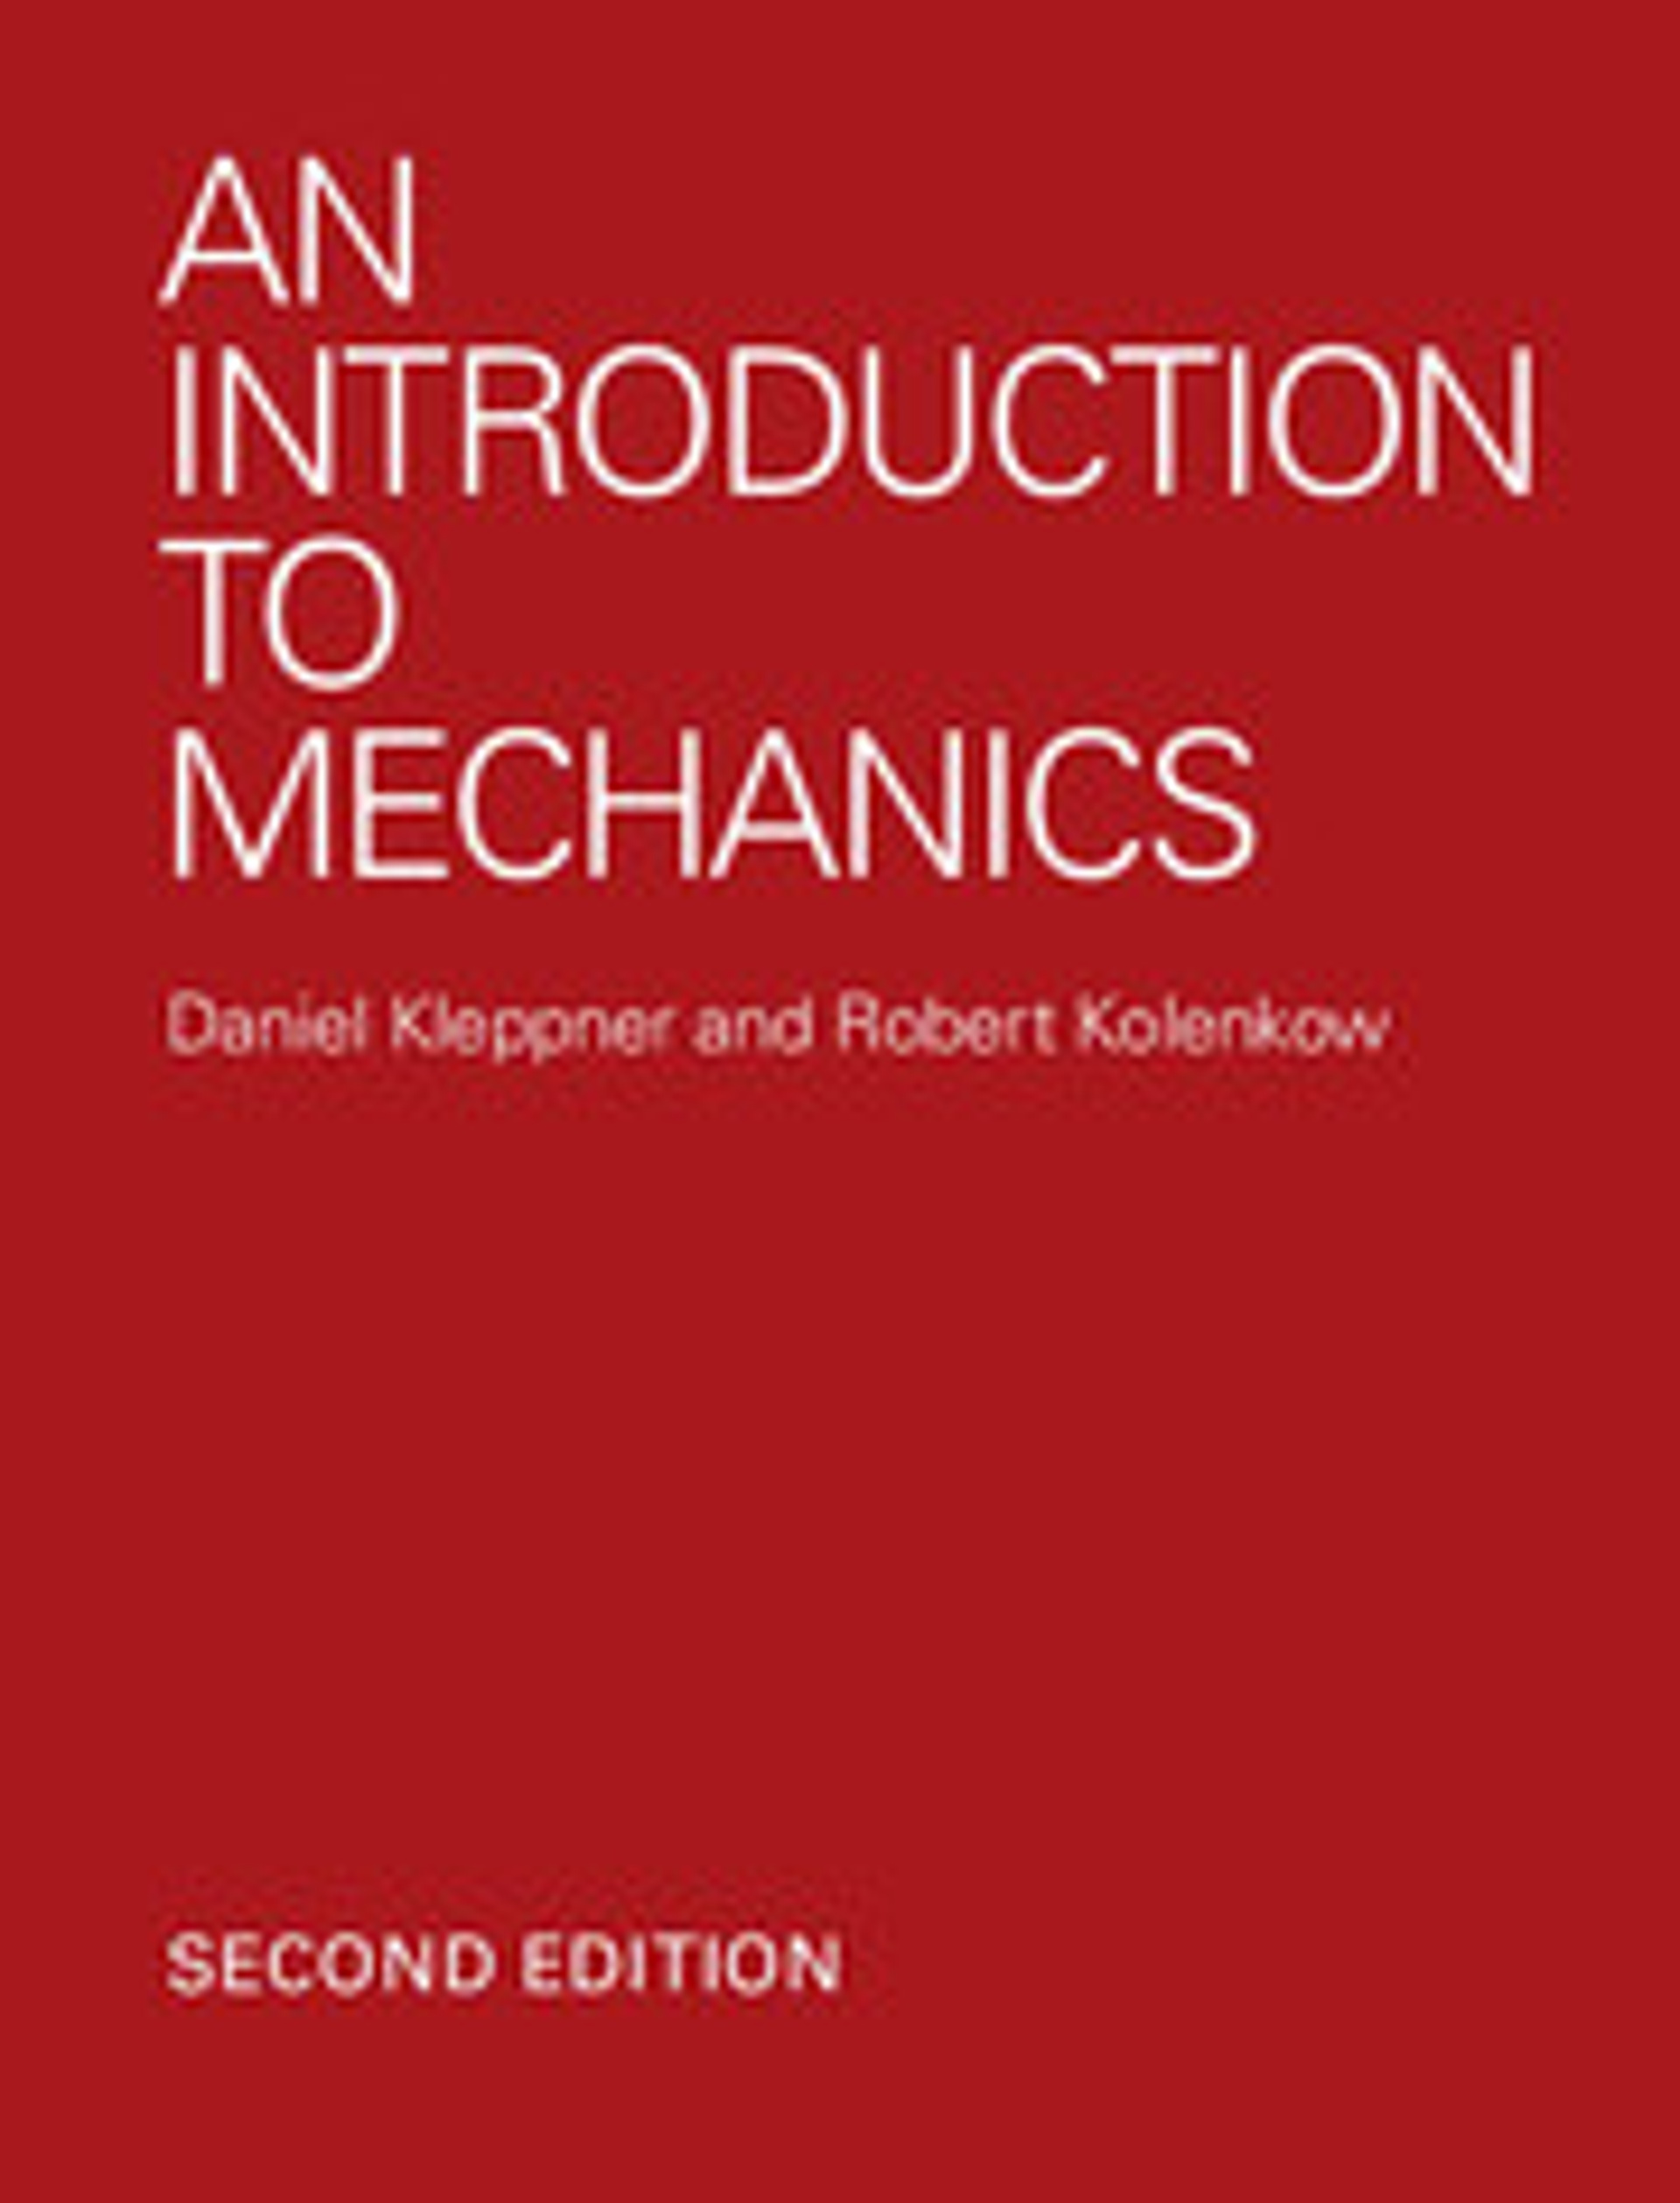 AN
INTRODUCTION
TO
MECHANICS
Daniel Kleppner and Robert Kolenkow
SECOND EDITION